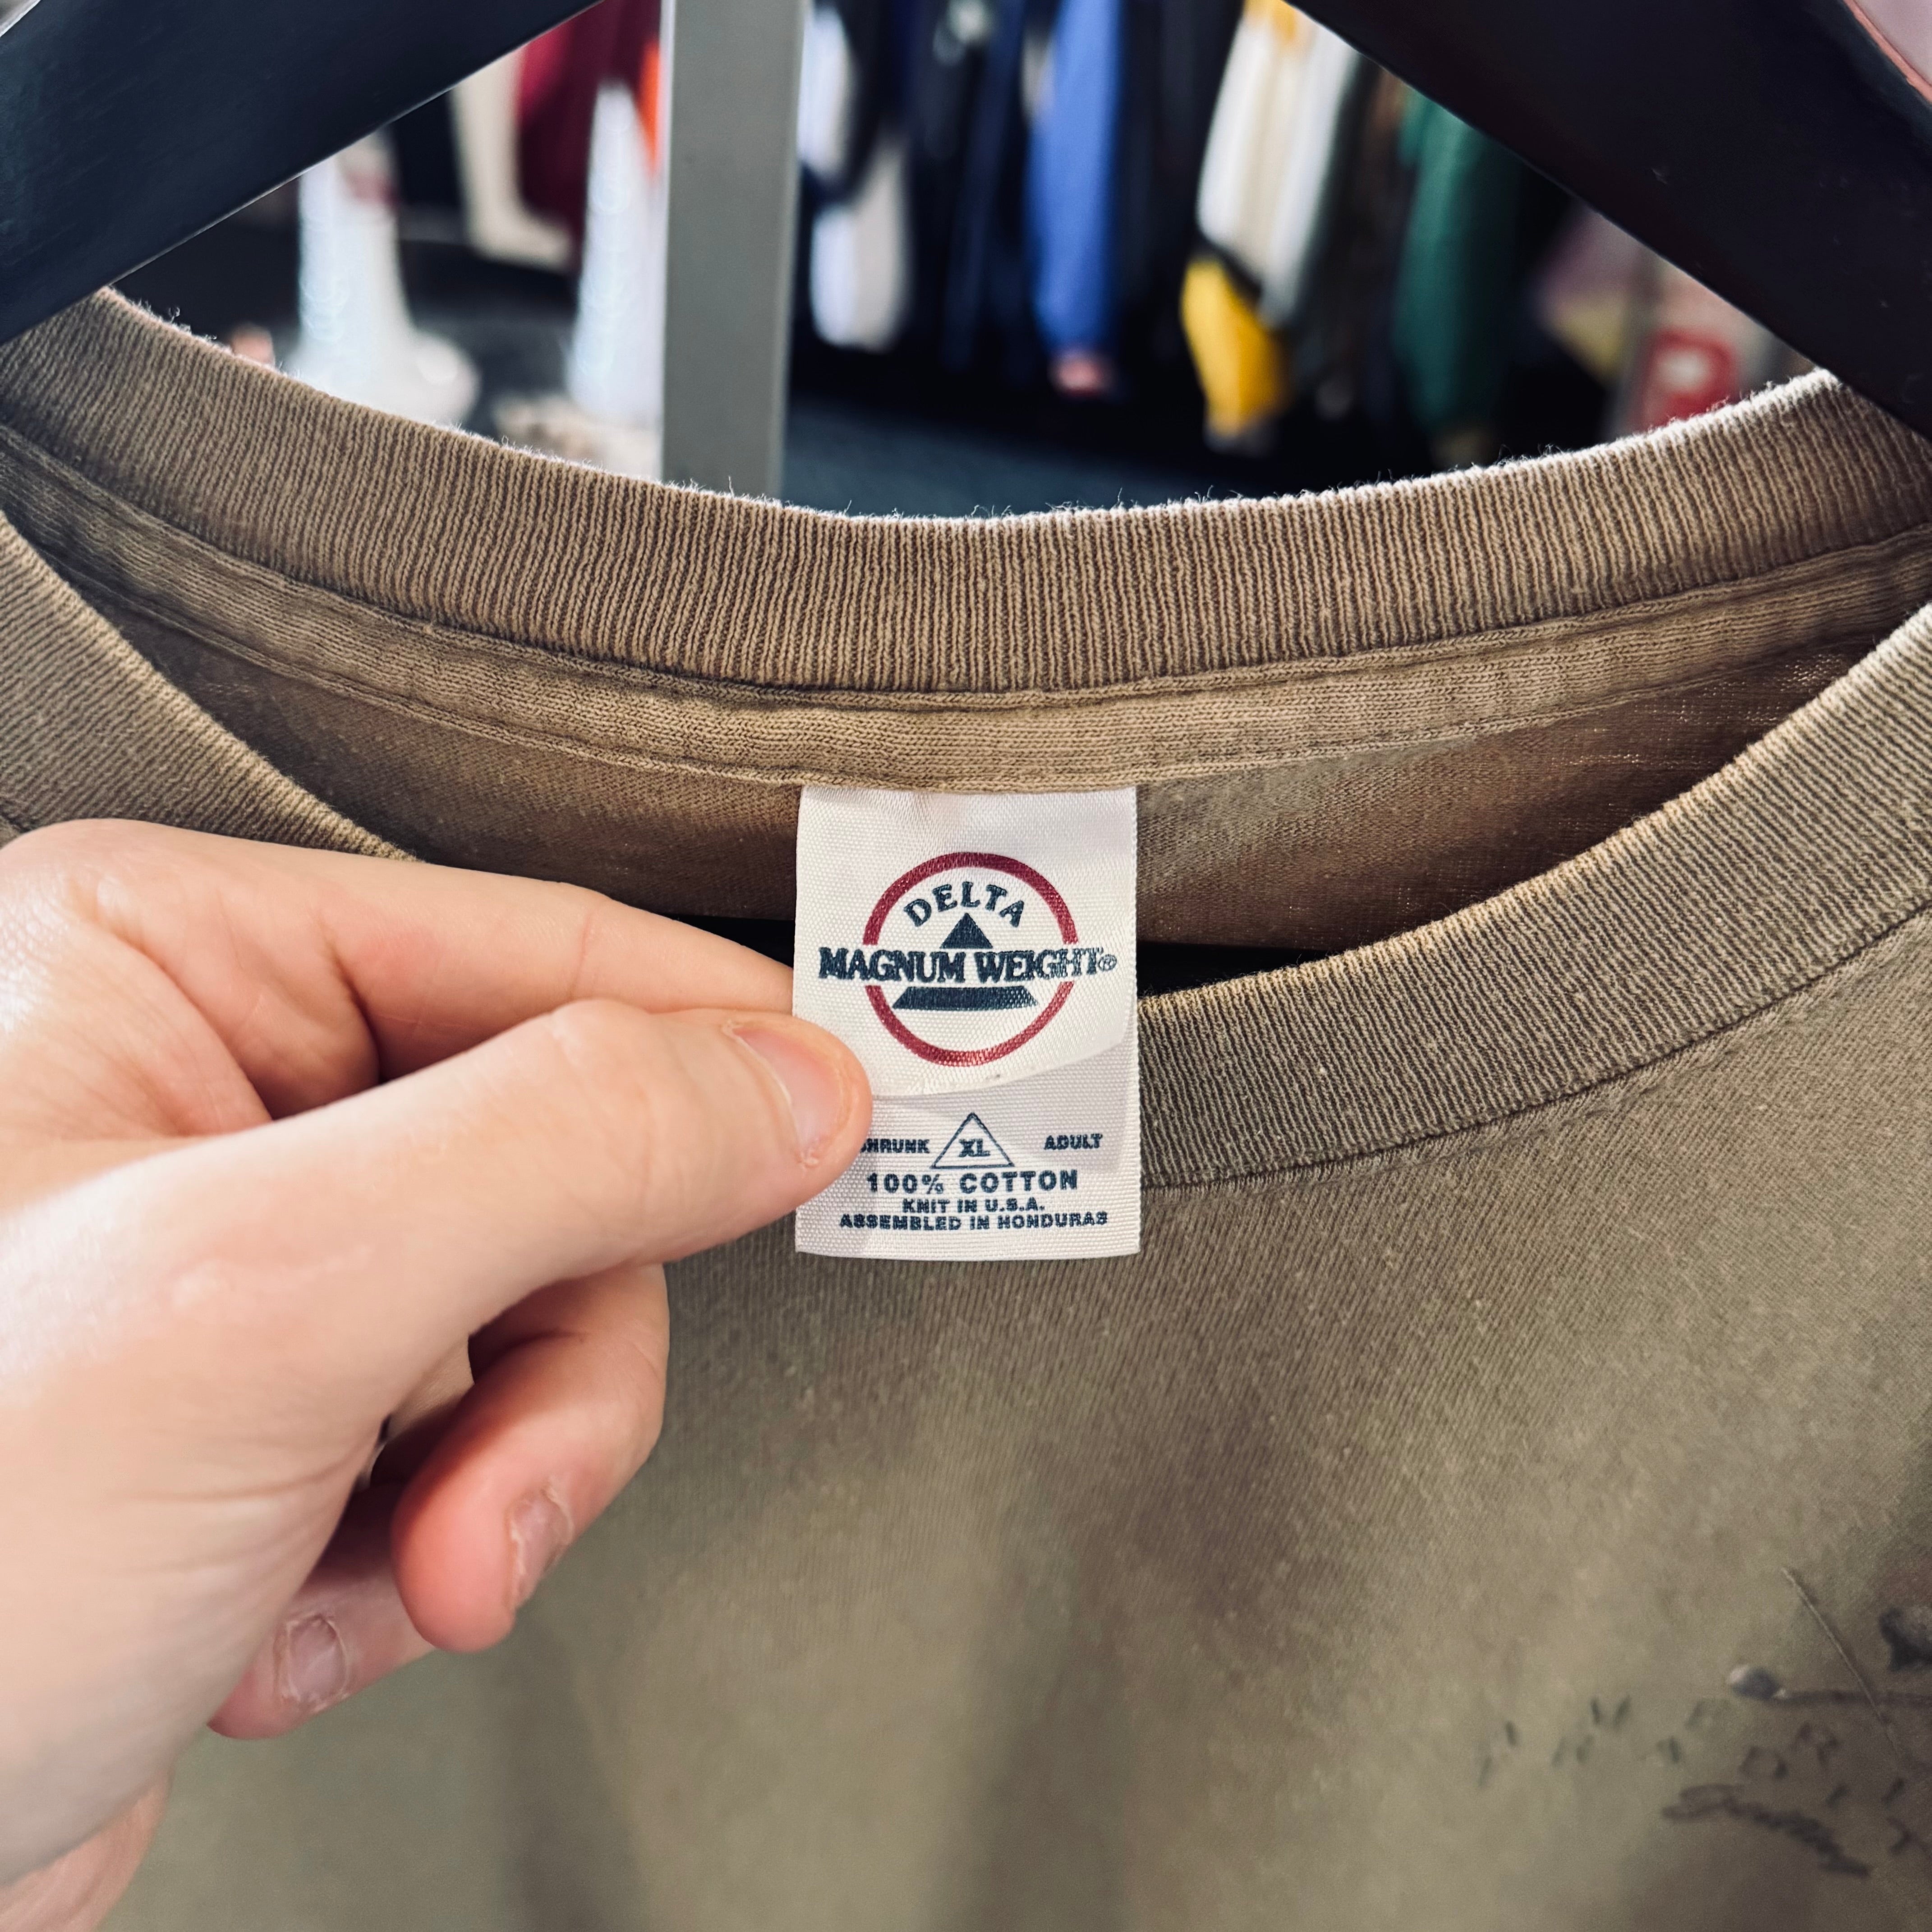 DELTA
MAGNUM WEIGHT®
HRUNK XL ADULT
100% COTTON
KNIT IN U.S.A.
ASSEMBLED IN HONDURAS